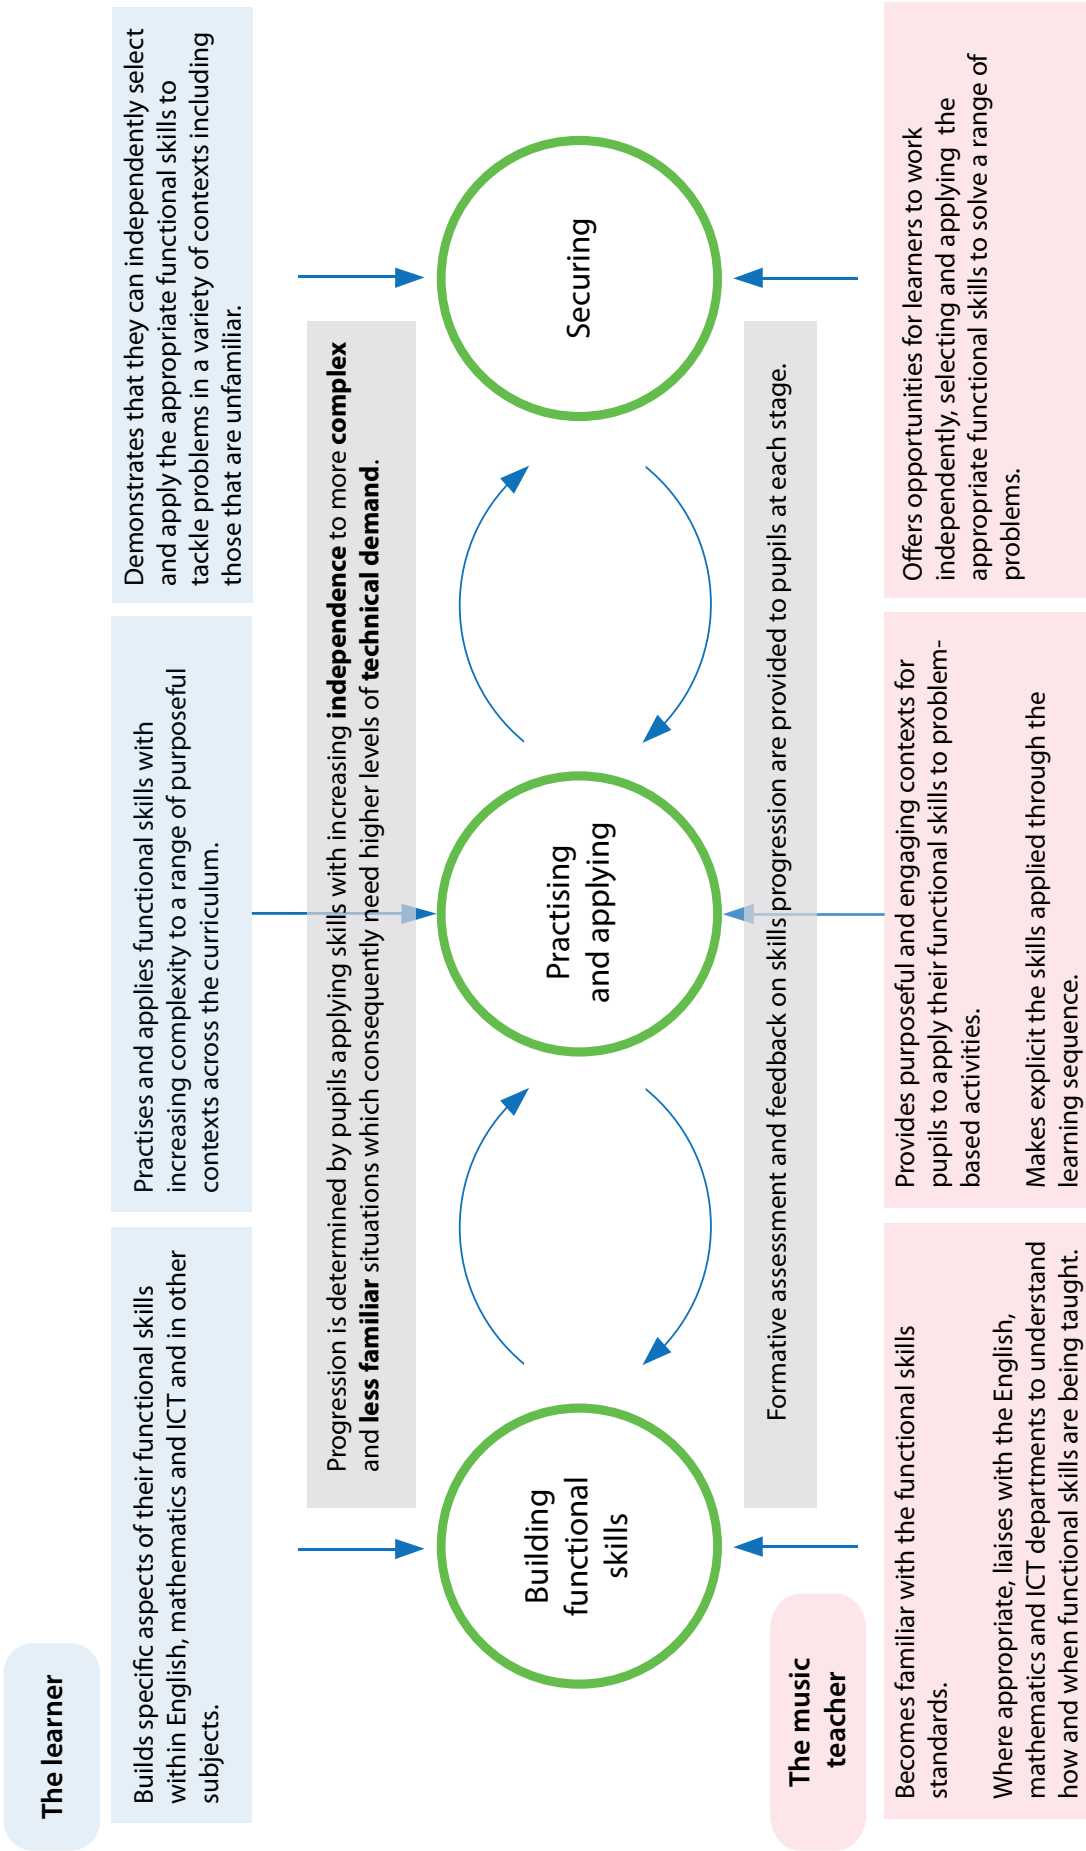 The learner
Builds specific aspects of their functional skills
within English, mathematics and ICT and in other
subjects.
Practises and applies functional skills with
increasing complexity to a range of purposeful
contexts across the curriculum.
Demonstrates that they can independently select
and apply the appropriate functional skills to
tackle problems in a variety of contexts including
those that are unfamiliar.
Progression is determined by pupils applying skills with increasing independence to more complex
and less familiar situations which consequently need higher levels of technical demand.
Building
functional
skills
Practising
and applying
Securing
Formative assessment and feedback on skills progression are provided to pupils at each stage.
The music
teacher
Becomes familiar with the functional skills
standards.
Where appropriate, liaises with the English,
mathematics and ICT departments to understand
how and when functional skills are being taught.
Provides purposeful and engaging contexts for
pupils to apply their functional skills to problem-
based activities.
Makes explicit the skills applied through the
learning sequence.
Offers opportunities for learners to work
independently, selecting and applying the
appropriate functional skills to solve a range of
problems.